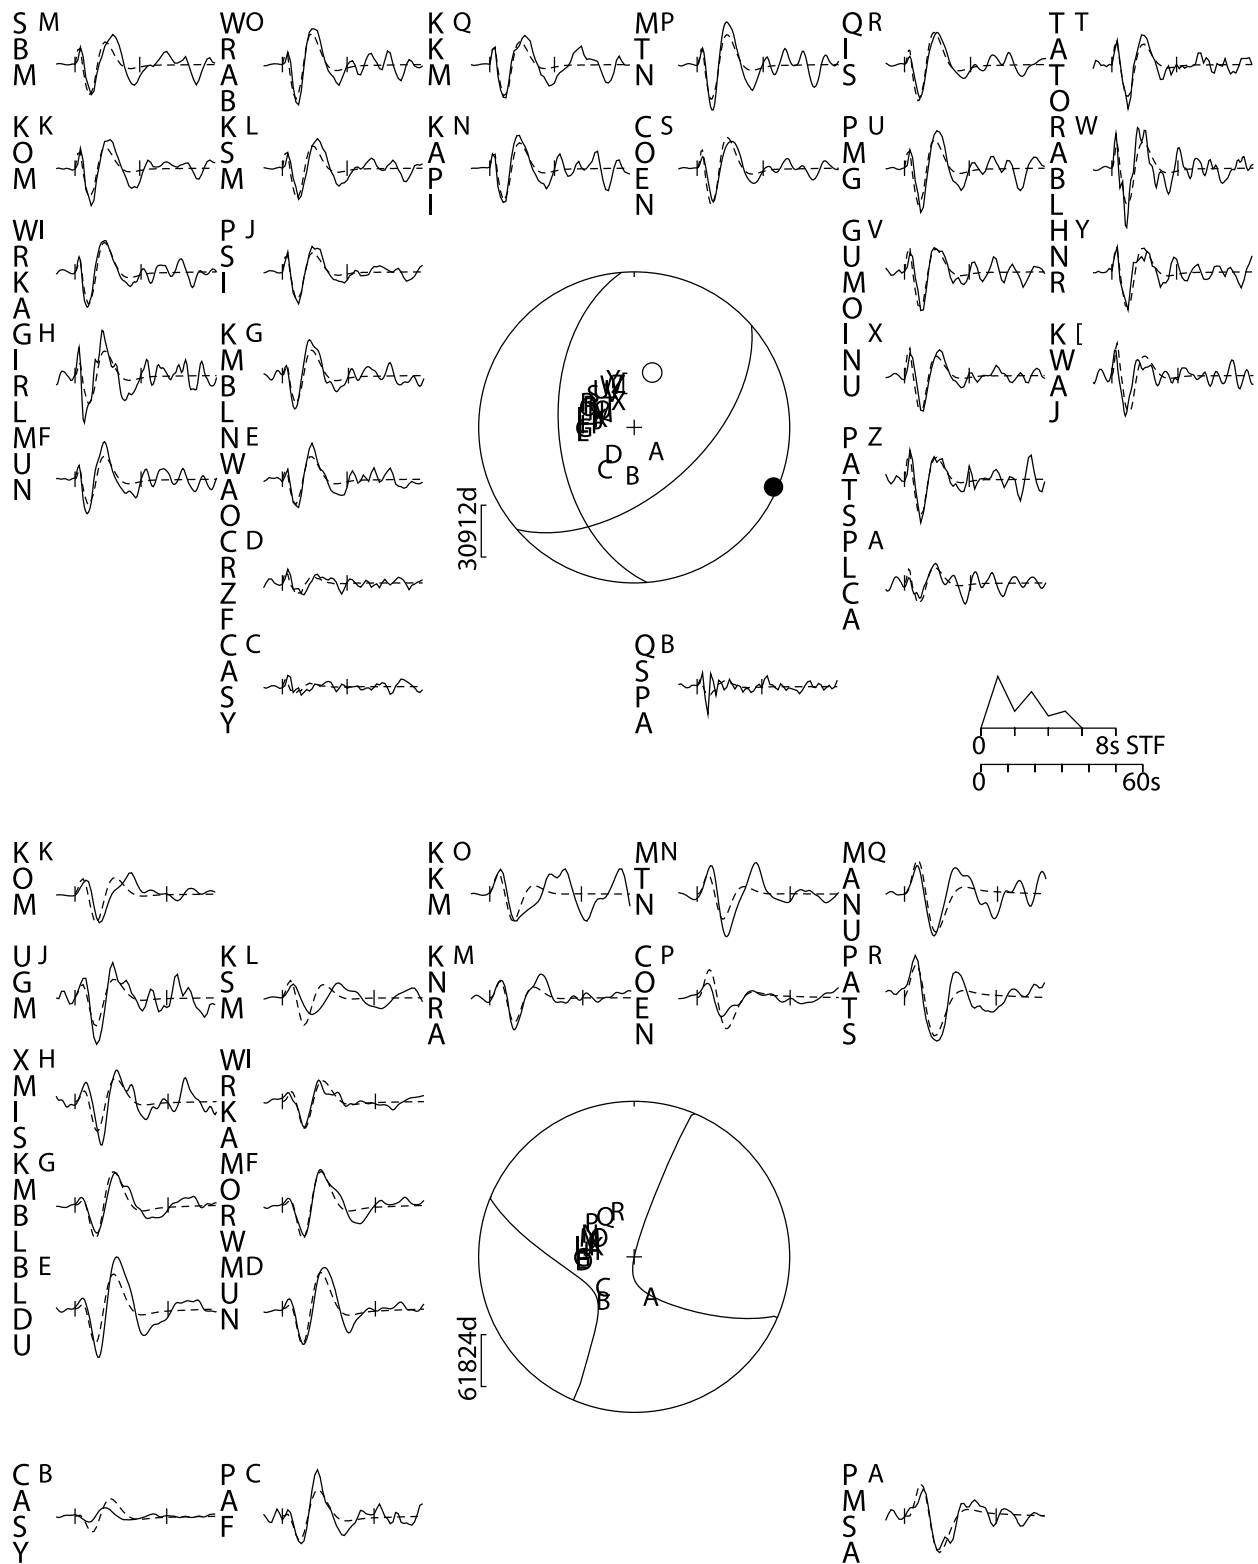 SBM M
WRAB O
KKM Q
MTN P
QIS R
TATO T
KOM K
KSM L
KAPI N
COEN S
PMG U
RABL W
WRKA I
PSI J
GUMO V
HNR Y
GIRL H
KMBL G
INU X
KWAJ [
MUN F
NWAO E
PATS Z
CRZF D
PLCA A
CASY C
QSPA B
A
B
C
D
30912d
0 8s STF
0 60s
KOM K
KKM O
MTN N
MANU Q
UGM J
KSM L
KNRA M
COEN P
PATS R
XMIS H
WRKA I
KMBL G
MORW F
BLDU E
MUN D
R
Q
P
C
B
A
61824d
CASY B
PAF C
PMSA A